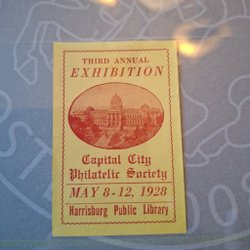 THIRD ANNUAL
EXHIBITION
Capital City
Philatelic Society
MAY 8-12, 1928
Harrisburg Public Library